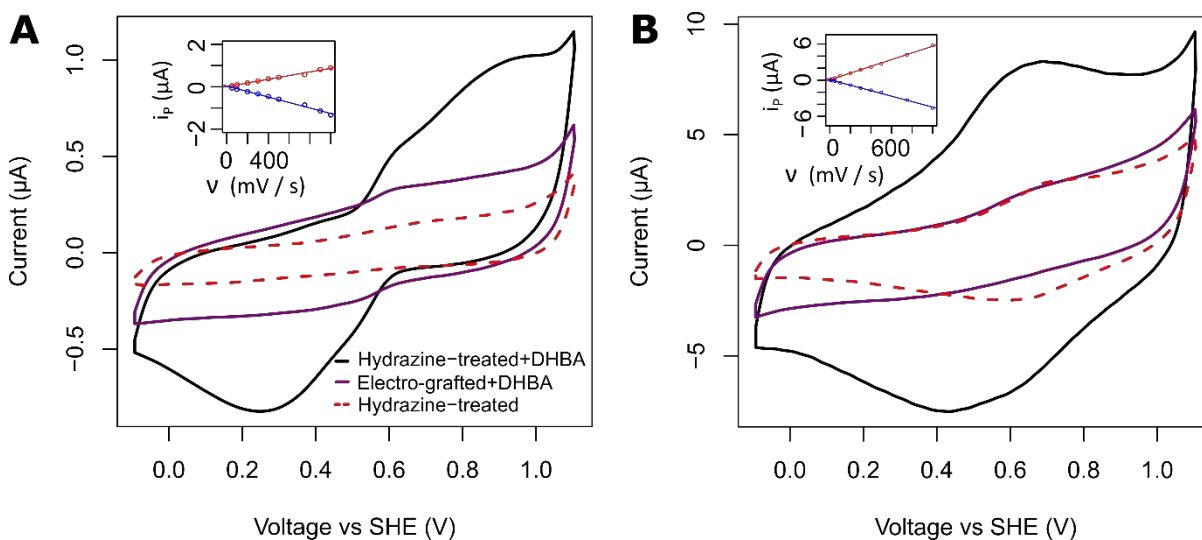 A
1.0
0.5
0.0
−0.5
Current (µA)
2
0
−2
iP (µA)
0
400
ν (mV / s)
Hydrazine−treated+DHBA
Electro−grafted+DHBA
Hydrazine−treated
0.0 0.2 0.4 0.6 0.8 1.0
Voltage vs SHE (V)
B
10
5
0
−5
Current (µA)
6
0
−6
iP (µA)
0
600
ν (mV / s)
0.0 0.2 0.4 0.6 0.8 1.0
Voltage vs SHE (V)